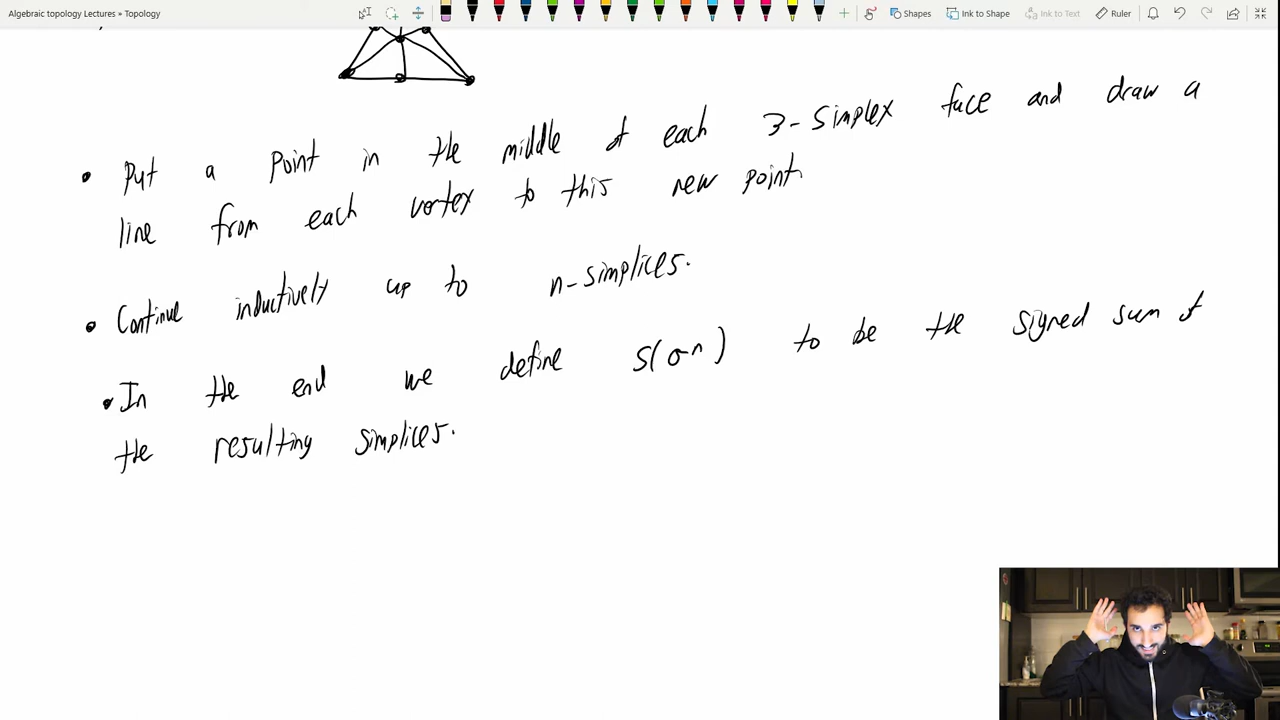 Algebraic topology Lectures » Topology
Shapes
Ink to Shape
Ink to Text
Ruler
• Put a point in the middle of each 3-simplex face and draw a
line from each vertex to this new point.
• Continue inductively up to n-simplices.
• In the end we define S(σn) to be the signed sum of
the resulting simplices.